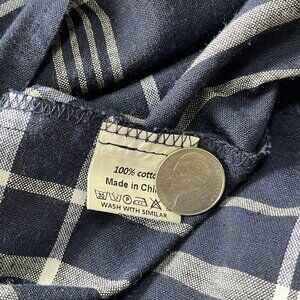 100% cotto
Made in Chi
WASH WITH SIMILAR